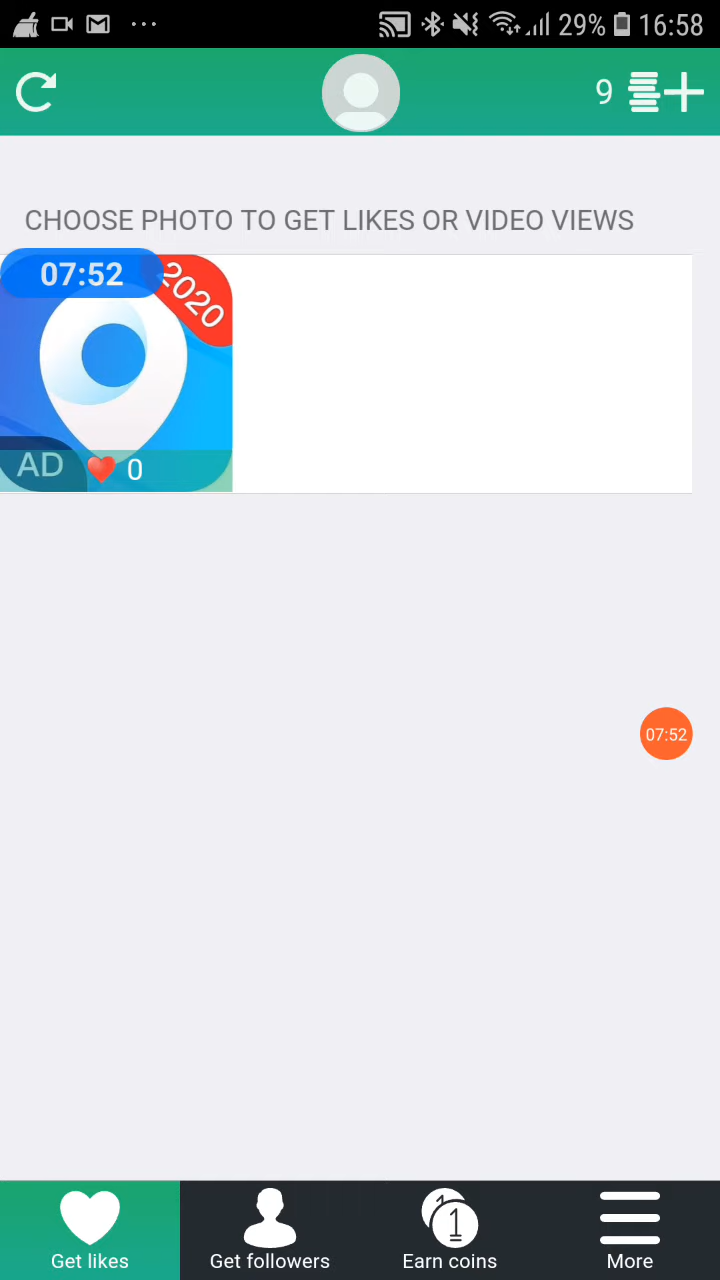 29% 16:58
9
CHOOSE PHOTO TO GET LIKES OR VIDEO VIEWS
07:52
2020
AD ❤️ 0
07:52
1 1
Get likes Get followers Earn coins More